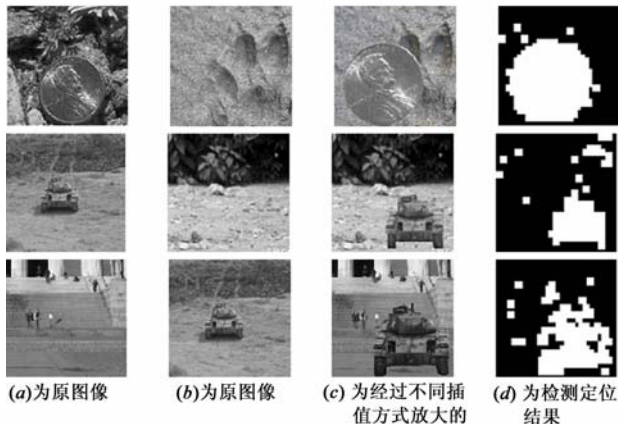 (a)为原图像
(b)为原图像
(c) 为经过不同插
值方式放大的
(d) 为检测定位
结果